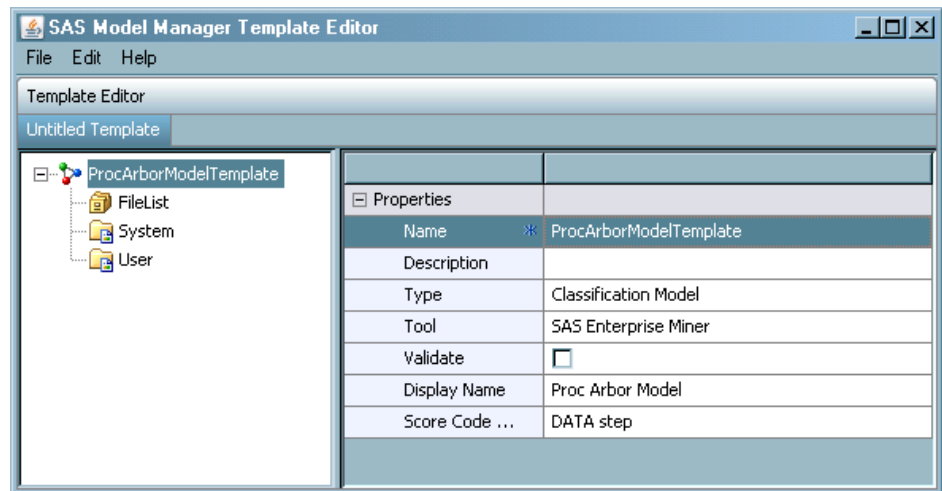 SAS Model Manager Template Editor
File Edit Help
Template Editor
Untitled Template
ProcArborModelTemplate
FileList
System
User
Properties
Name * ProcArborModelTemplate
Description
Type Classification Model
Tool SAS Enterprise Miner
Validate
Display Name Proc Arbor Model
Score Code ... DATA step